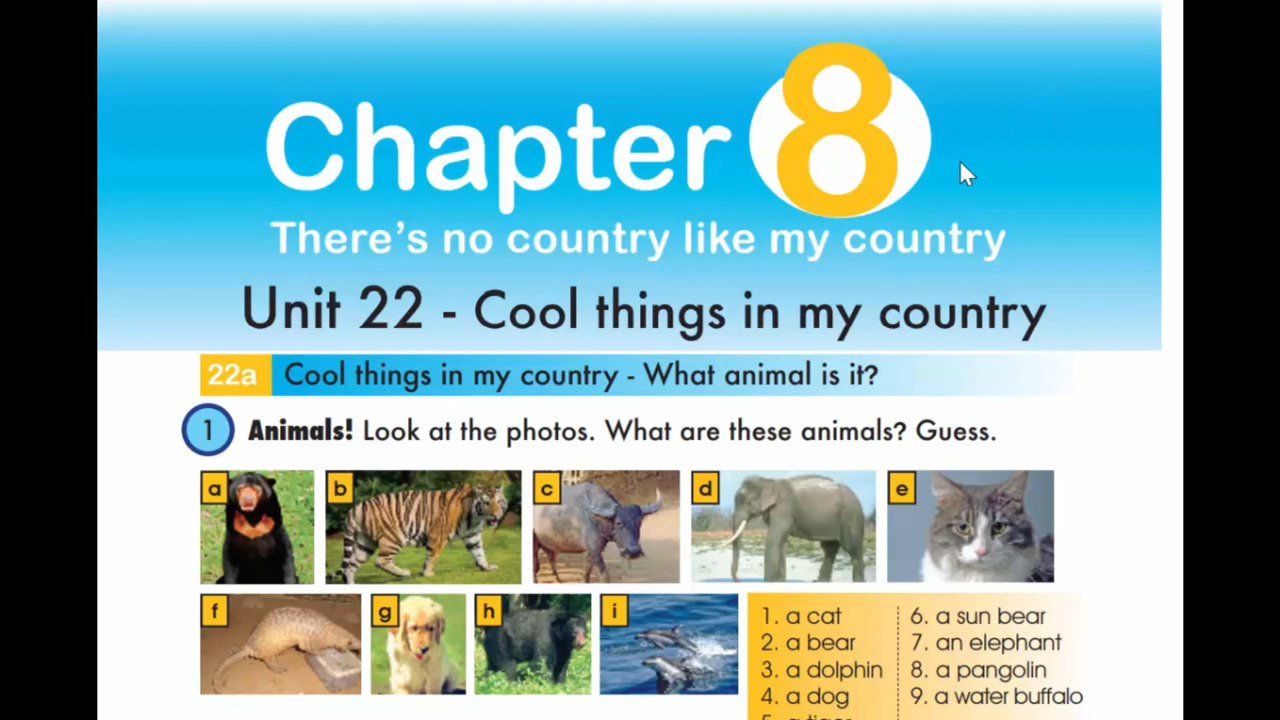 Chapter 8
There's no country like my country
Unit 22 - Cool things in my country
22a Cool things in my country - What animal is it?
1 Animals! Look at the photos. What are these animals? Guess.
a b c d e
f g h i
1. a cat
2. a bear
3. a dolphin
4. a dog
5. a tiger
6. a sun bear
7. an elephant
8. a pangolin
9. a water buffalo